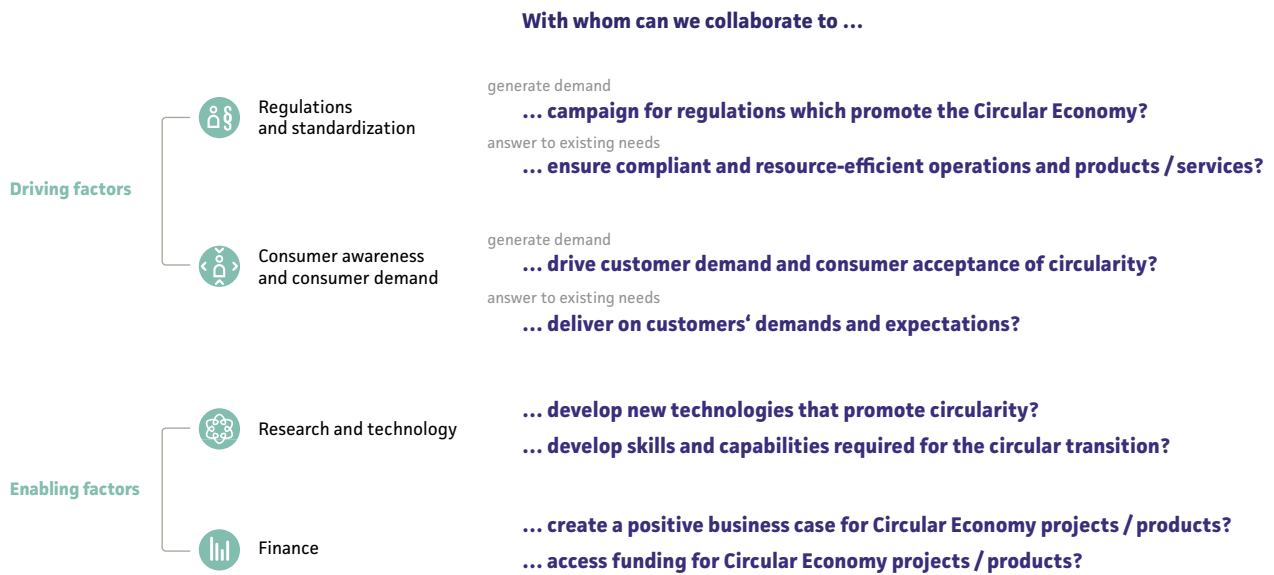 With whom can we collaborate to ...
Driving factors
Regulations
and standardization
generate demand
... campaign for regulations which promote the Circular Economy?
answer to existing needs
... ensure compliant and resource-efficient operations and products / services?
Consumer awareness
and consumer demand
generate demand
... drive customer demand and consumer acceptance of circularity?
answer to existing needs
... deliver on customers‘ demands and expectations?
Enabling factors
Research and technology
... develop new technologies that promote circularity?
... develop skills and capabilities required for the circular transition?
Finance
... create a positive business case for Circular Economy projects / products?
... access funding for Circular Economy projects / products?